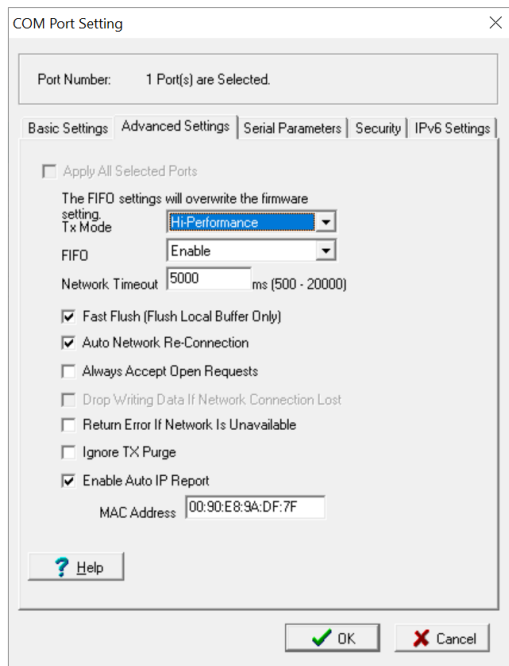 COM Port Setting
Port Number: 1 Port(s) are Selected.
Basic Settings Advanced Settings Serial Parameters Security IPv6 Settings
Apply All Selected Ports
The FIFO settings will overwrite the firmware
setting.
Tx Mode Hi-Performance
FIFO Enable
Network Timeout 5000 ms (500 - 20000)
Fast Flush (Flush Local Buffer Only)
Auto Network Re-Connection
Always Accept Open Requests
Drop Writing Data If Network Connection Lost
Return Error If Network Is Unavailable
Ignore TX Purge
Enable Auto IP Report
MAC Address 00:90:E8:9A:DF:7F
? Help
OK Cancel